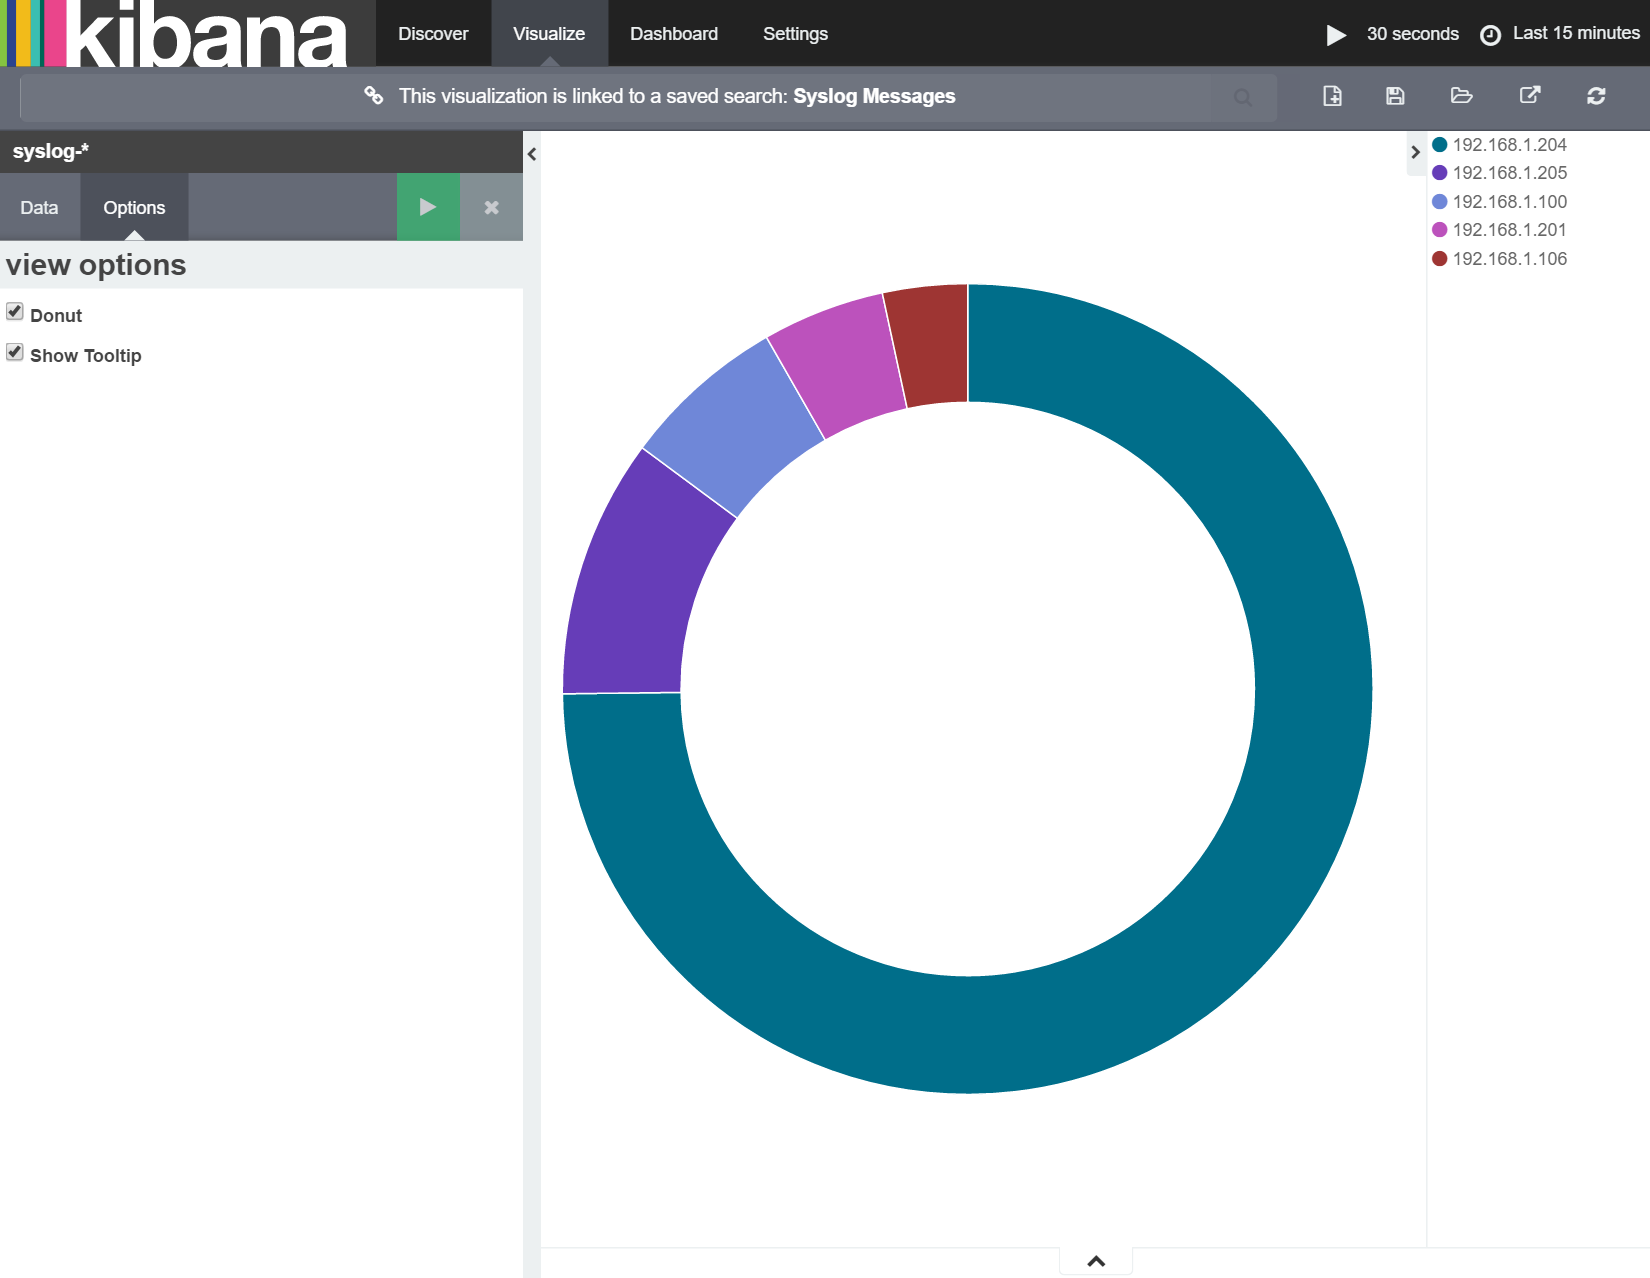 kibana
Discover
Visualize
Dashboard
Settings
30 seconds
Last 15 minutes
This visualization is linked to a saved search: Syslog Messages
syslog-*
Data
Options
view options
Donut
Show Tooltip
192.168.1.204
192.168.1.205
192.168.1.100
192.168.1.201
192.168.1.106